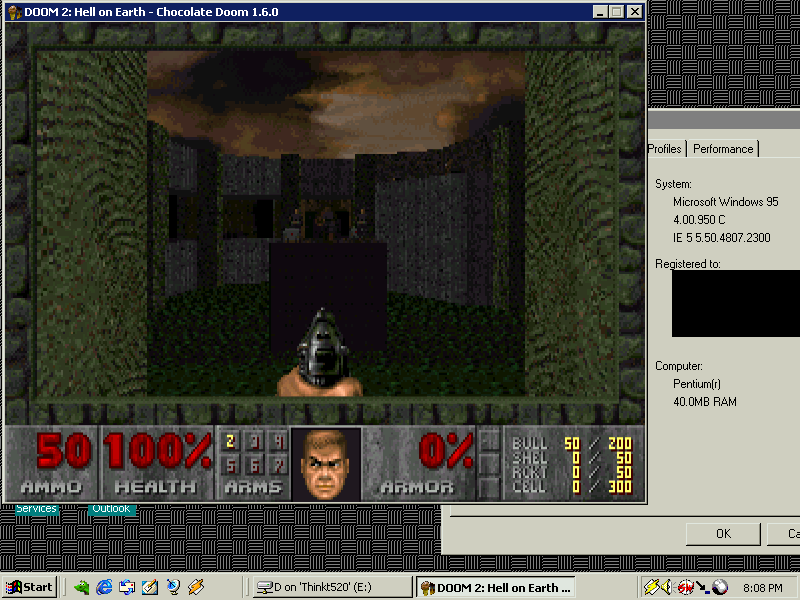 DOOM 2: Hell on Earth - Chocolate Doom 1.6.0
Profiles
Performance
System:
Microsoft Windows 95
4.00.950 C
IE 5 5.50.4807.2300
Registered to:
Computer:
Pentium(r)
40.0MB RAM
50 100% 2 3 4 0%
5 6 7
AMMO HEALTH ARMS ARMOR
BULL 50 / 200
SHEL 0 / 50
RCKT 0 / 50
CELL 0 / 300
Services Outlook
OK Ca
Start D on 'Thinkt520' (E:) DOOM 2: Hell on Earth ... 8:08 PM